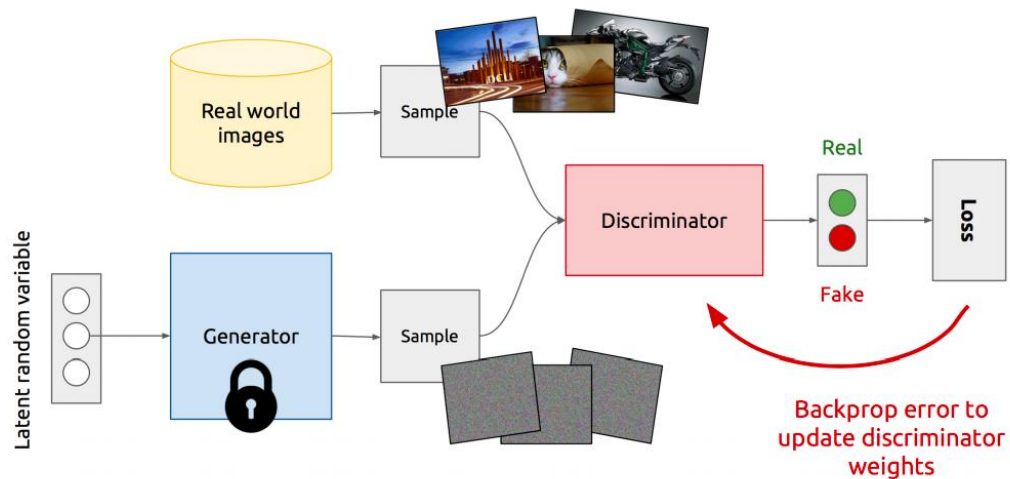 Real world
images
Sample
DCU
Real
Discriminator
Loss
Fake
Latent random variable
Generator
Sample
Backprop error to
update discriminator
weights